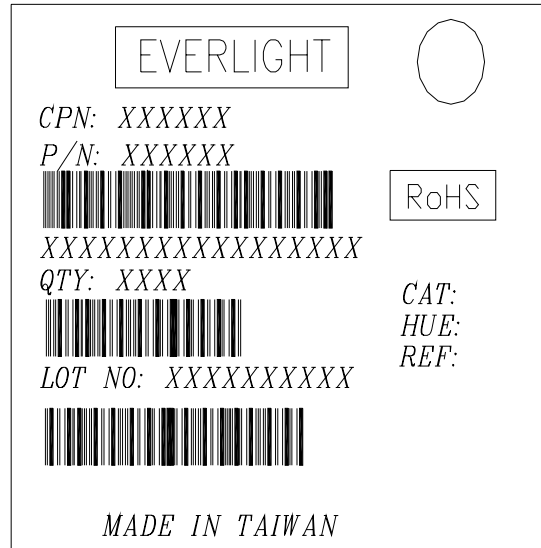 EVERLIGHT
CPN: XXXXXX
P/N: XXXXXX
RoHS
XXXXXXXXXXXXXXXXX
QTY: XXXX
CAT:
HUE:
REF:
LOT NO: XXXXXXXXXX
MADE IN TAIWAN